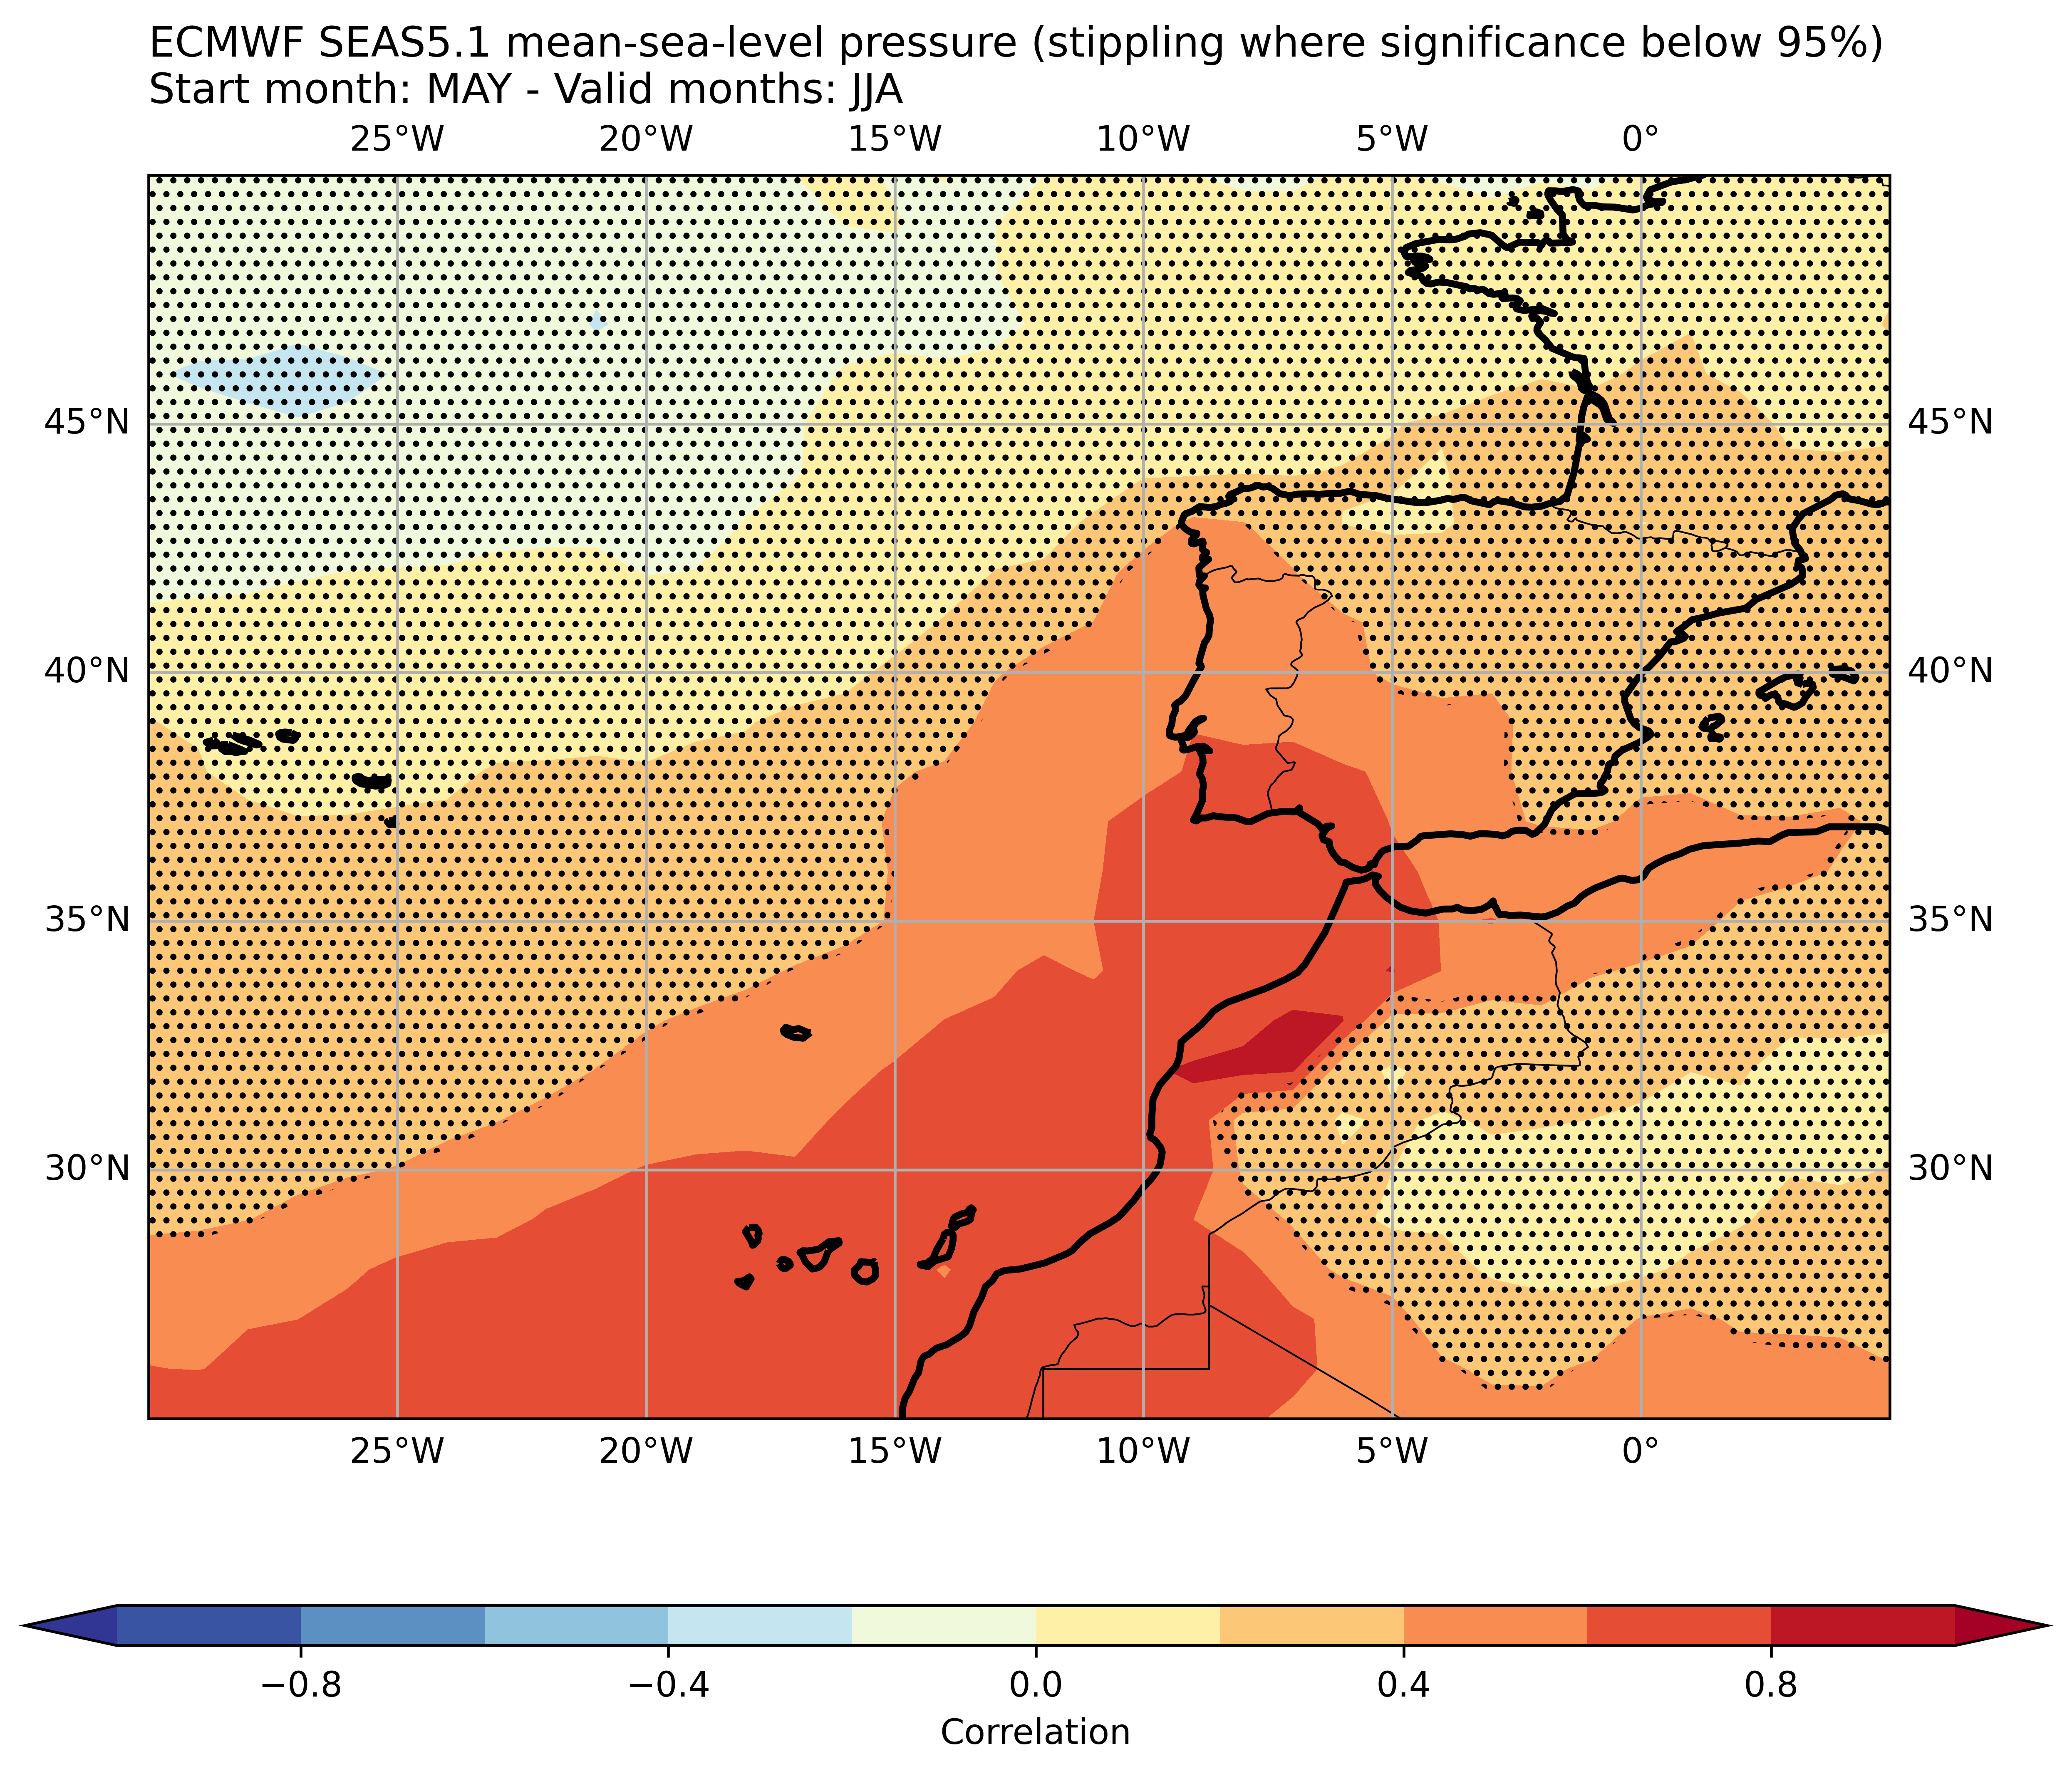 ECMWF SEAS5.1 mean-sea-level pressure (stippling where significance below 95%)
Start month: MAY - Valid months: JJA
25°W 20°W 15°W 10°W 5°W 0°
45°N 45°N
40°N 40°N
35°N 35°N
30°N 30°N
25°W 20°W 15°W 10°W 5°W 0°
−0.8 −0.4 0.0 0.4 0.8
Correlation